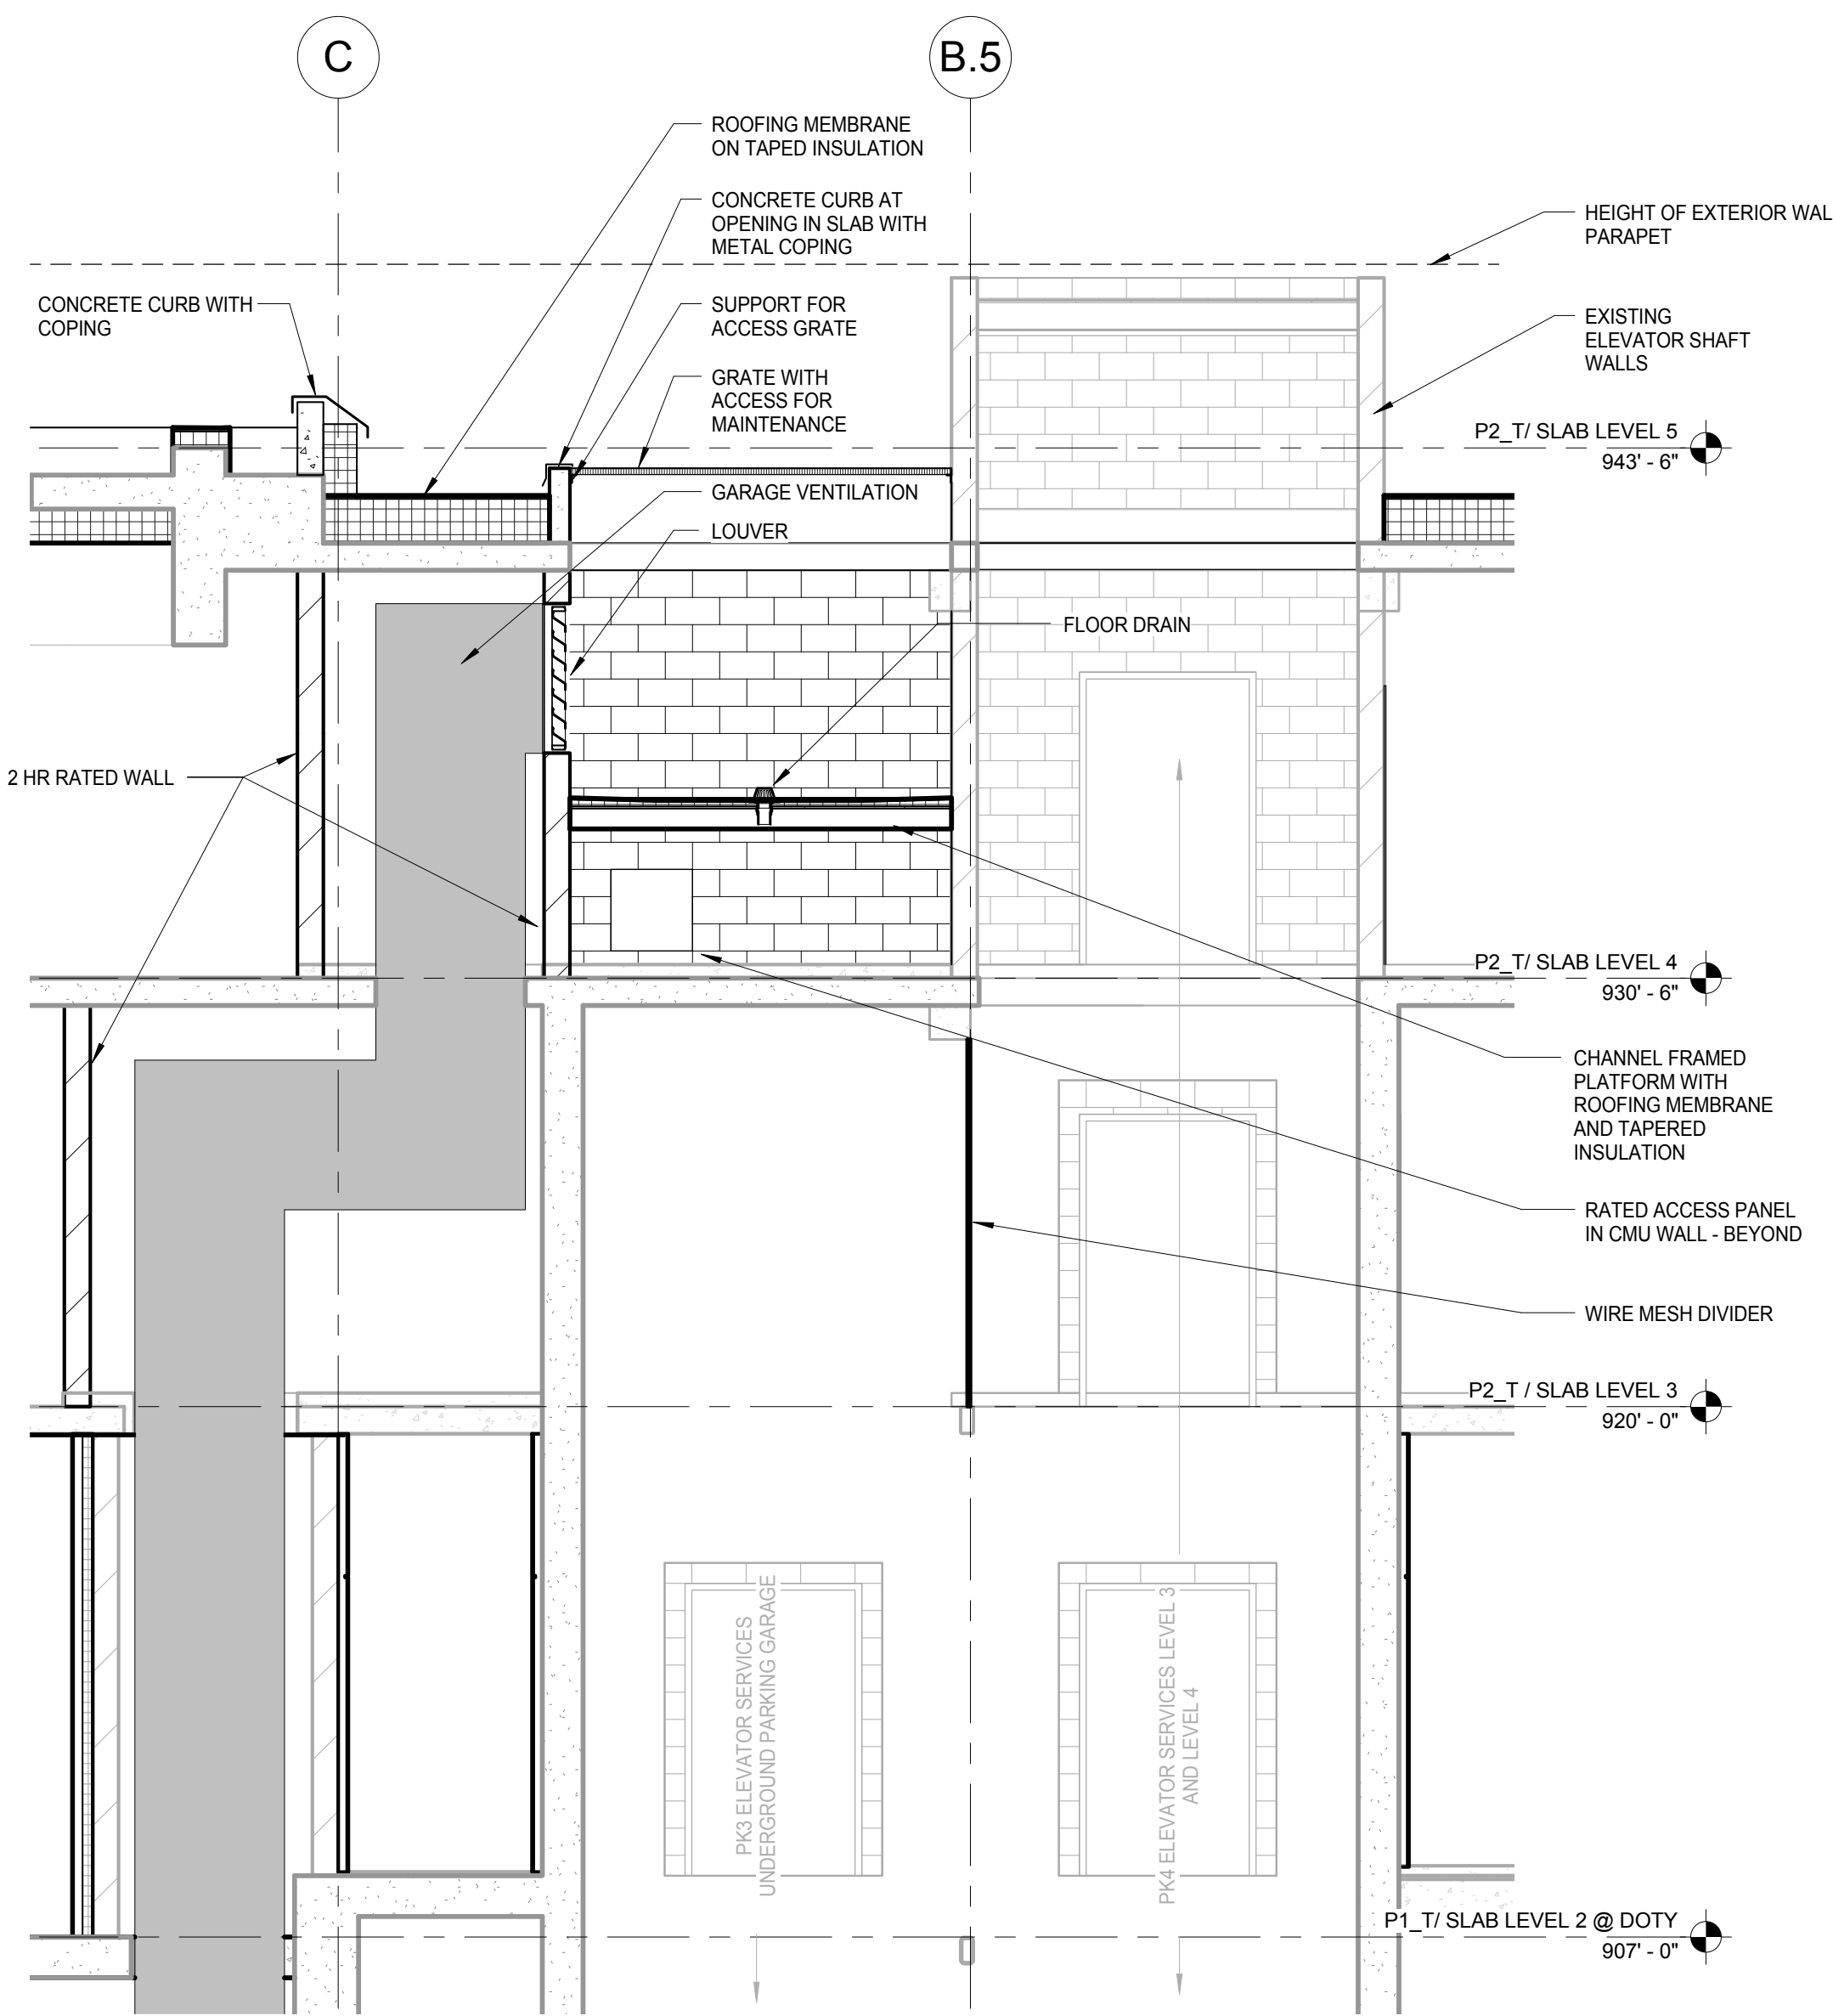 C
B.5
ROOFING MEMBRANE
ON TAPED INSULATION
CONCRETE CURB AT
OPENING IN SLAB WITH
METAL COPING
HEIGHT OF EXTERIOR WAL
PARAPET
CONCRETE CURB WITH
COPING
SUPPORT FOR
ACCESS GRATE
EXISTING
ELEVATOR SHAFT
WALLS
GRATE WITH
ACCESS FOR
MAINTENANCE
P2_T/ SLAB LEVEL 5
943' - 6"
GARAGE VENTILATION
LOUVER
FLOOR DRAIN
2 HR RATED WALL
P2_T/ SLAB LEVEL 4
930' - 6"
CHANNEL FRAMED
PLATFORM WITH
ROOFING MEMBRANE
AND TAPERED
INSULATION
RATED ACCESS PANEL
IN CMU WALL - BEYOND
WIRE MESH DIVIDER
P2_T / SLAB LEVEL 3
920' - 0"
PK3 ELEVATOR SERVICES
UNDERGROUND PARKING GARAGE
PK4 ELEVATOR SERVICES LEVEL 3
AND LEVEL 4
P1_T/ SLAB LEVEL 2 @ DOTY
907' - 0"